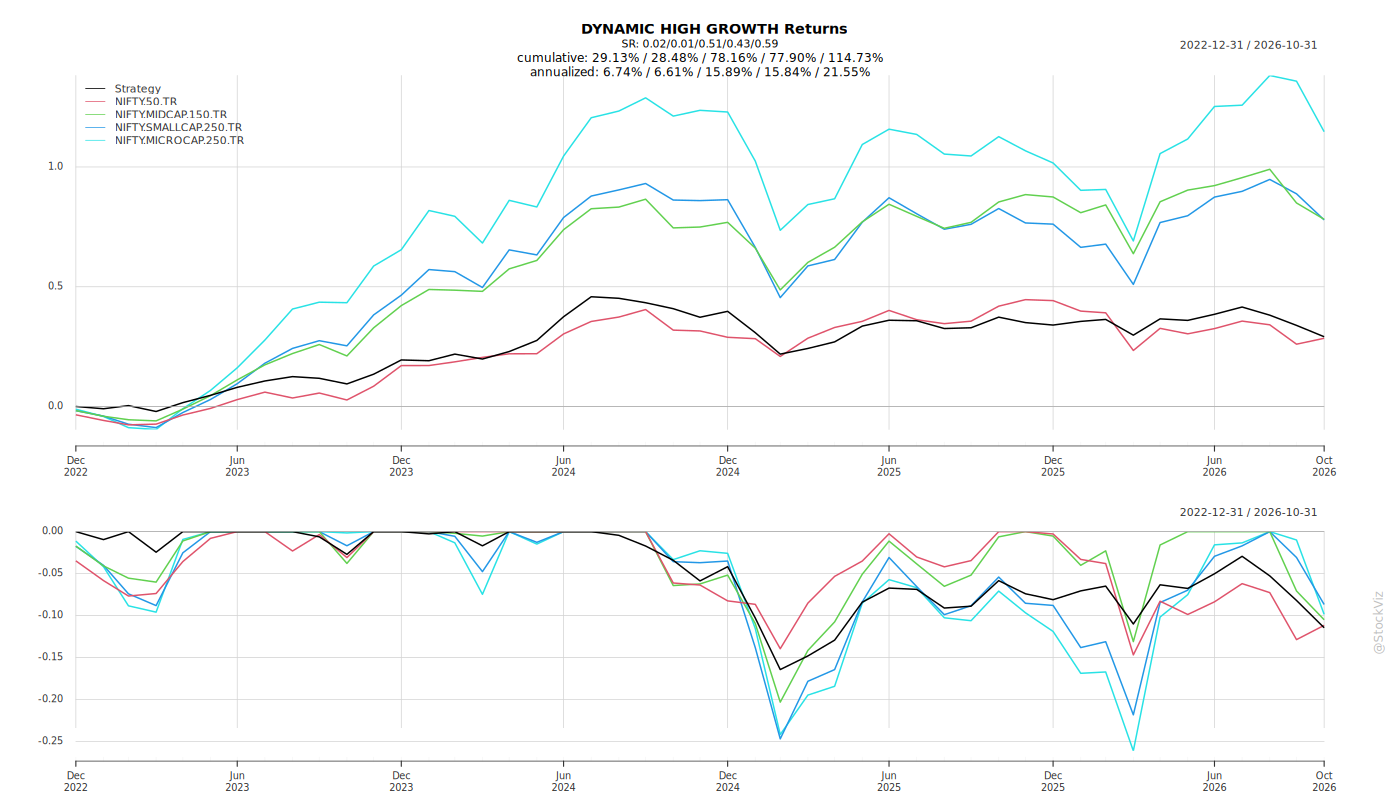 DYNAMIC HIGH GROWTH Returns
SR: 0.02/0.01/0.51/0.43/0.59
2022-12-31 / 2026-10-31
cumulative: 29.13% / 28.48% / 78.16% / 77.90% / 114.73%
annualized: 6.74% / 6.61% / 15.89% / 15.84% / 21.55%
Strategy
NIFTY.50.TR
NIFTY.MIDCAP.150.TR
NIFTY.SMALLCAP.250.TR
NIFTY.MICROCAP.250.TR
1.0
0.5
0.0
Dec 2022
Jun 2023
Dec 2023
Jun 2024
Dec 2024
Jun 2025
Dec 2025
Jun 2026
Oct 2026
2022-12-31 / 2026-10-31
0.00
-0.05
-0.10
-0.15
-0.20
-0.25
Dec 2022
Jun 2023
Dec 2023
Jun 2024
Dec 2024
Jun 2025
Dec 2025
Jun 2026
Oct 2026
@StockViz